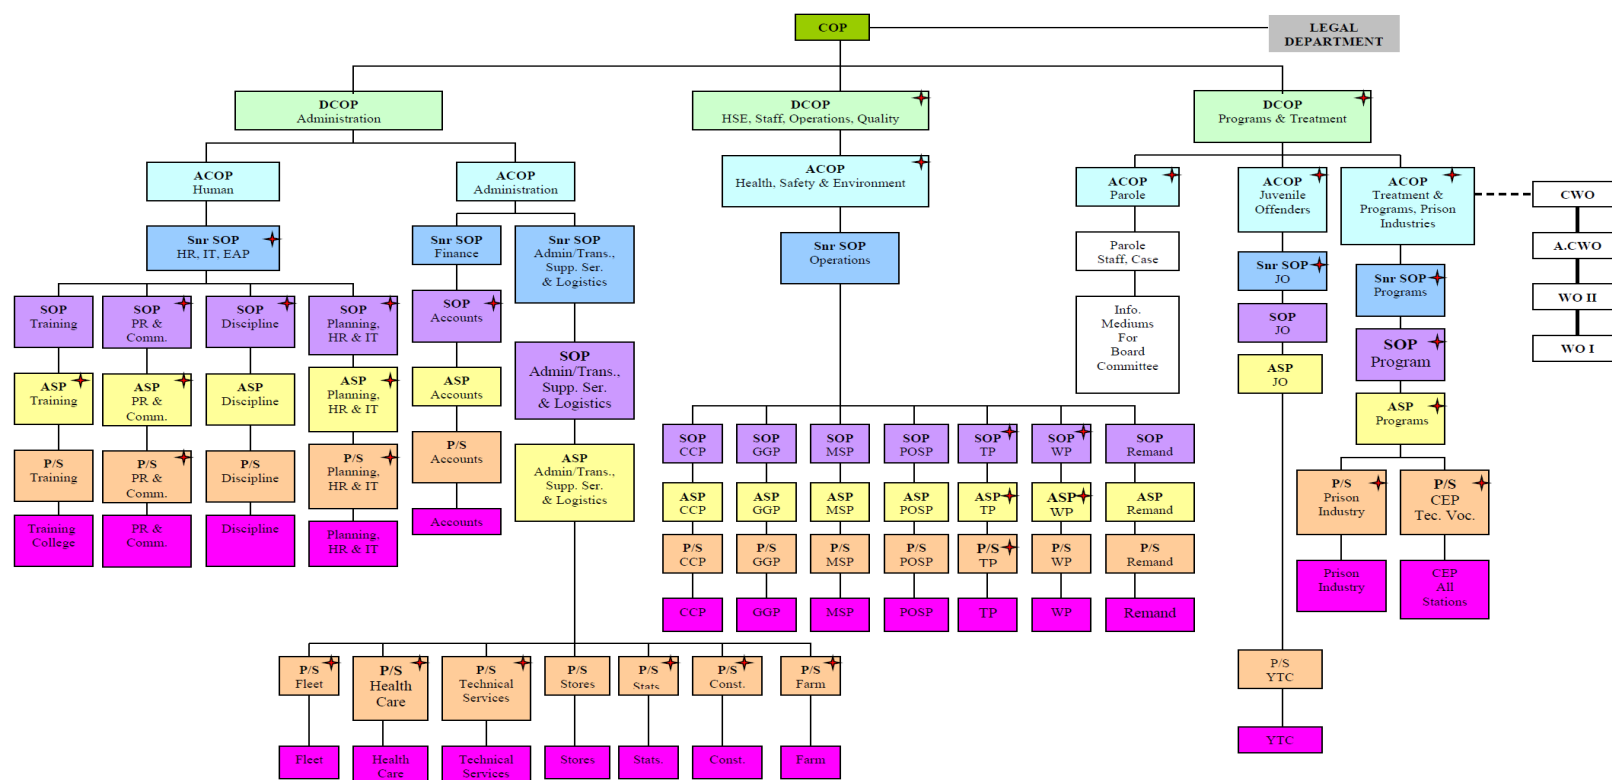 COP
LEGAL
DEPARTMENT
DCOP
Administration
DCOP
HSE, Staff, Operations, Quality
DCOP
Programs & Treatment
ACOP
Human
ACOP
Administration
ACOP
Health, Safety & Environment
ACOP
Parole
ACOP
Juvenile
Offenders
ACOP
Treatment &
Programs, Prison
Industries
CWO
A.CWO
WO II
WO I
Snr SOP
HR, IT, EAP
Snr SOP
Finance
Snr SOP
Admin/Trans.,
Supp. Ser.
& Logistics
Snr SOP
Operations
Parole
Staff, Case
Snr SOP
JO
Snr SOP
Programs
SOP
Training
SOP
PR &
Comm.
SOP
Discipline
SOP
Planning,
HR & IT
SOP
Accounts
SOP
Admin/Trans.,
Supp. Ser.
& Logistics
Info.
Mediums
For
Board
Committee
SOP
JO
SOP
Program
ASP
Training
ASP
PR &
Comm.
ASP
Discipline
ASP
Planning,
HR & IT
ASP
Accounts
ASP
Admin/Trans.,
Supp. Ser.
& Logistics
ASP
JO
ASP
Programs
P/S
Training
P/S
PR &
Comm.
P/S
Discipline
P/S
Planning,
HR & IT
P/S
Accounts
Training
College
PR &
Comm.
Discipline
Planning,
HR & IT
Accounts
SOP
CCP
SOP
GGP
SOP
MSP
SOP
POSP
SOP
TP
SOP
WP
SOP
Remand
ASP
CCP
ASP
GGP
ASP
MSP
ASP
POSP
ASP
TP
ASP
WP
ASP
Remand
P/S
CCP
P/S
GGP
P/S
MSP
P/S
POSP
P/S
TP
P/S
WP
P/S
Remand
CCP
GGP
MSP
POSP
TP
WP
Remand
P/S
Prison
Industry
P/S
CEP
Tec. Voc.
Prison
Industry
CEP
All
Stations
P/S
Fleet
P/S
Health
Care
P/S
Technical
Services
P/S
Stores
P/S
Stats.
P/S
Const.
P/S
Farm
P/S
YTC
YTC
Fleet
Health
Care
Technical
Services
Stores
Stats.
Const.
Farm